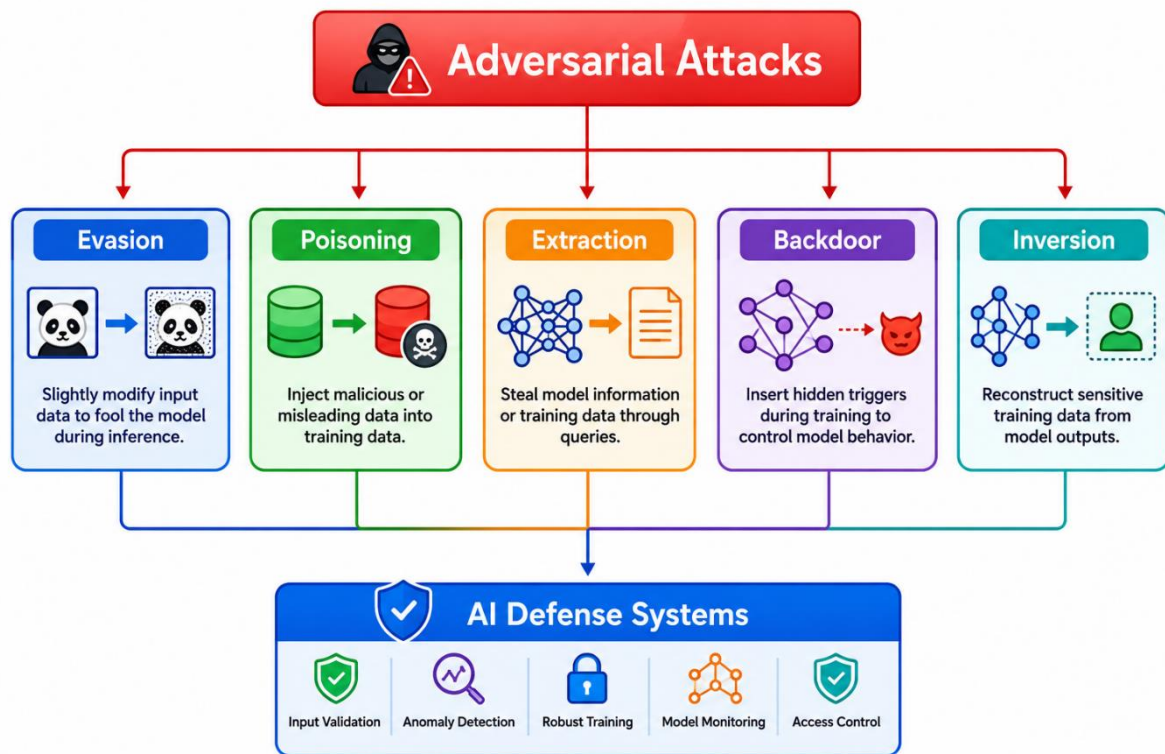 Adversarial Attacks
Evasion
Slightly modify input
data to fool the model
during inference.
Poisoning
Inject malicious or
misleading data into
training data.
Extraction
Steal model information
or training data through
queries.
Backdoor
Insert hidden triggers
during training to
control model behavior.
Inversion
Reconstruct sensitive
training data from
model outputs.
AI Defense Systems
Input Validation
Anomaly Detection
Robust Training
Model Monitoring
Access Control